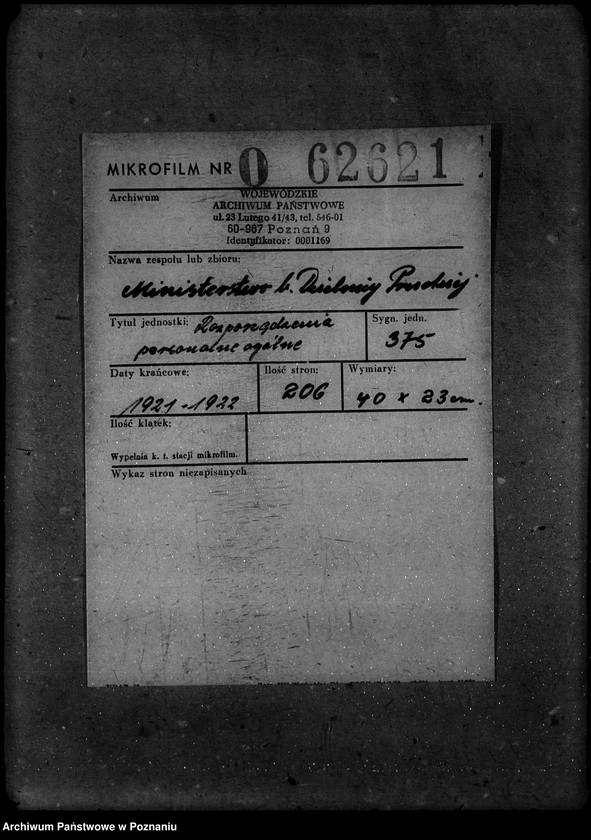 MIKROFILM NR O 62621
Archiwum
WOJEWÓDZKIE
ARCHIWUM PAŃSTWOWE
ul. 23 Lutego 41/43, tel. 546-01
60-967 Poznań 9
Identyfikator: 0001169
Nazwa zespołu lub zbioru:
Ministerstwo b. Dzielnicy Pruskiej
Tytuł jednostki: Rozporządzenia
personalne ogólne
Sygn. jedn.
375
Daty krańcowe:
1921-1922
Ilość stron:
206
Wymiary:
40 x 23 cm.
Ilość klatek:
Wypełnia k. t. stacji mikrofilm.
Wykaz stron niezapisanych
Archiwum Państwowe w Poznaniu